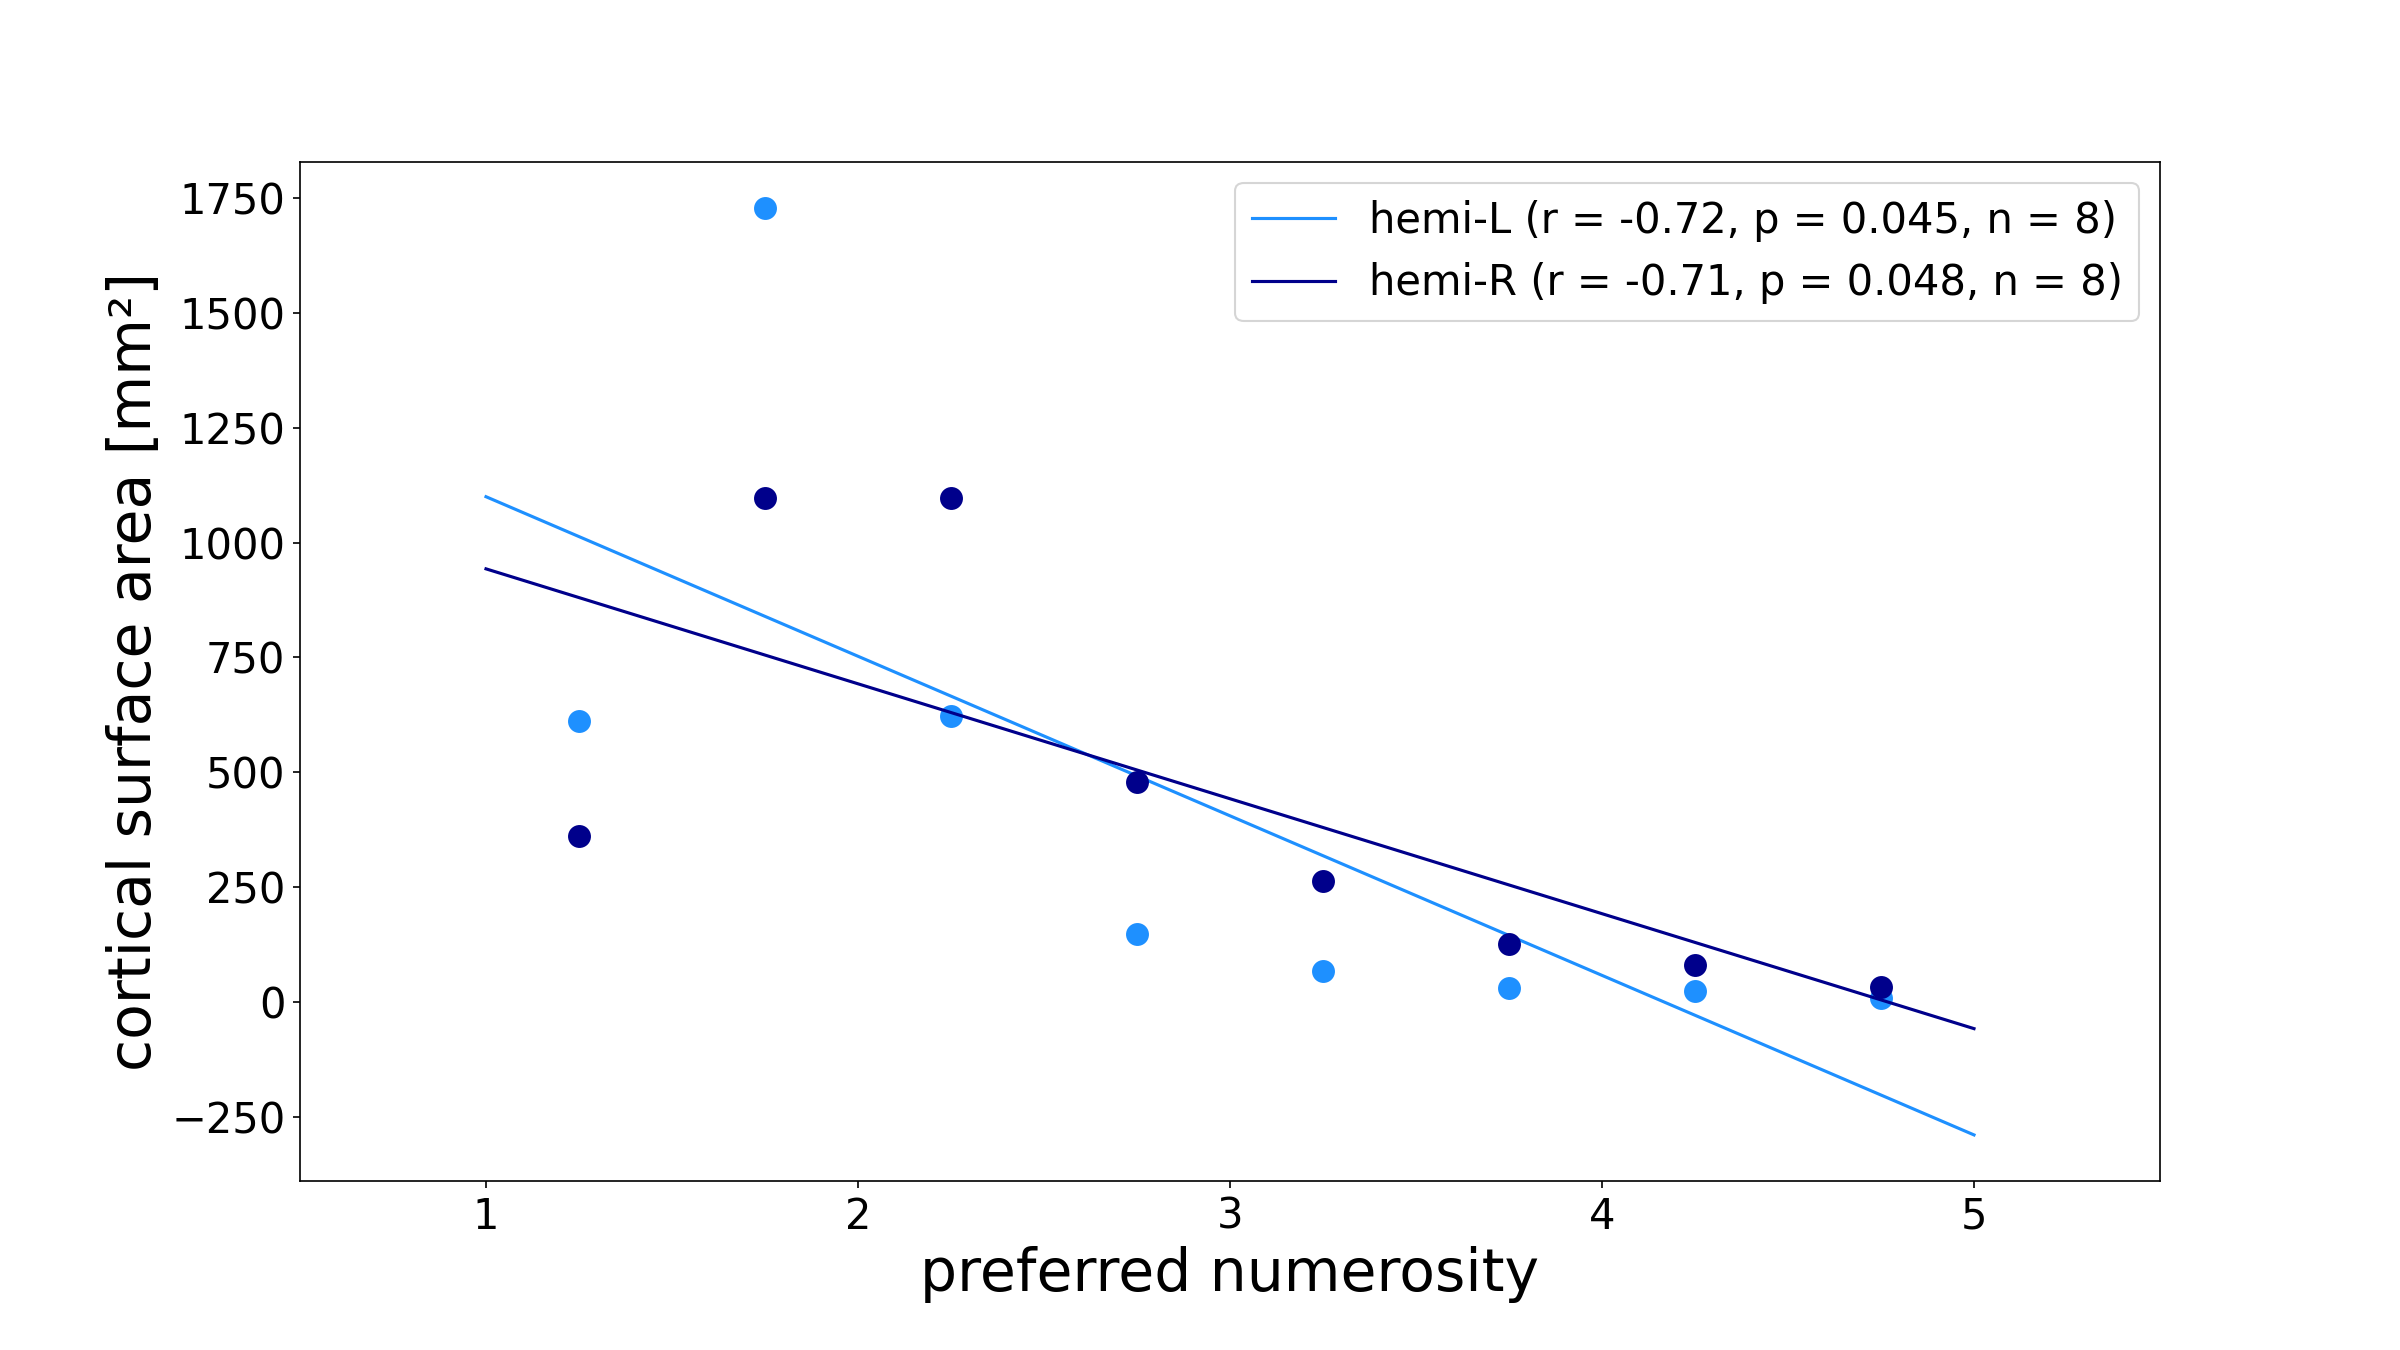 hemi-L (r = -0.72, p = 0.045, n = 8)
hemi-R (r = -0.71, p = 0.048, n = 8)
cortical surface area [mm²]
1750
1500
1250
1000
750
500
250
0
−250
1 2 3 4 5
preferred numerosity